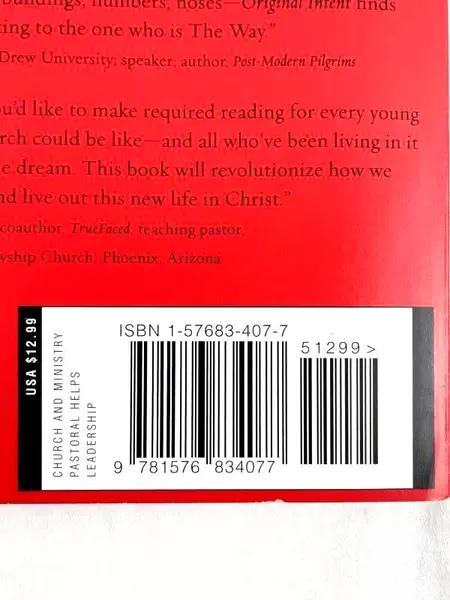 buildings, numbers, noses—Original Intent finds
ting to the one who is The Way."
Drew University; speaker; author, Post-Modern Pilgrims
u'd like to make required reading for every young
rch could be like—and all who've been living in it
e dream. This book will revolutionize how we
nd live out this new life in Christ."
coauthor, TrueFaced, teaching pastor,
wship Church, Phoenix, Arizona
USA $12.99
CHURCH AND MINISTRY
PASTORAL HELPS
LEADERSHIP
ISBN 1-57683-407-7
51299 >
9 781576 834077